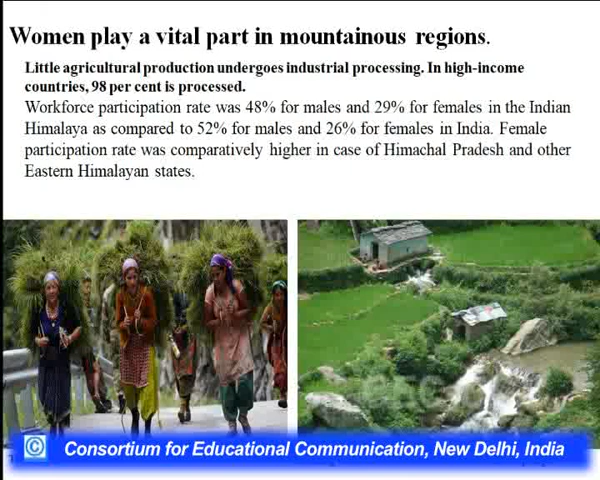 Women play a vital part in mountainous regions.
Little agricultural production undergoes industrial processing. In high-income
countries, 98 per cent is processed.
Workforce participation rate was 48% for males and 29% for females in the Indian
Himalaya as compared to 52% for males and 26% for females in India. Female
participation rate was comparatively higher in case of Himachal Pradesh and other
Eastern Himalayan states.
© Consortium for Educational Communication, New Delhi, India